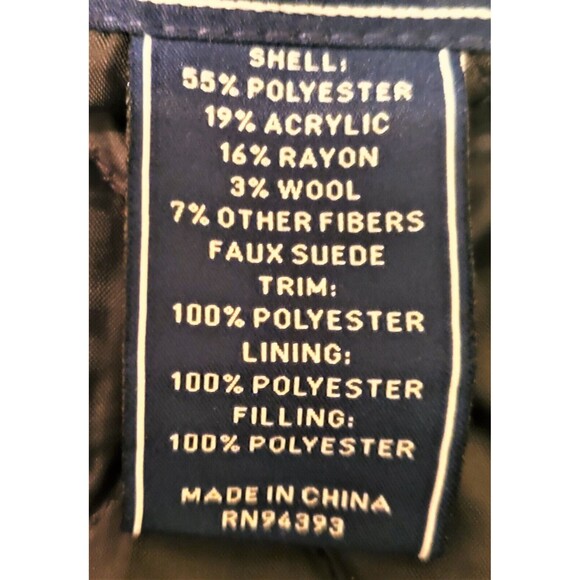 SHELL:
55% POLYESTER
19% ACRYLIC
16% RAYON
3% WOOL
7% OTHER FIBERS
FAUX SUEDE
TRIM:
100% POLYESTER
LINING:
100% POLYESTER
FILLING:
100% POLYESTER
MADE IN CHINA
RN94393